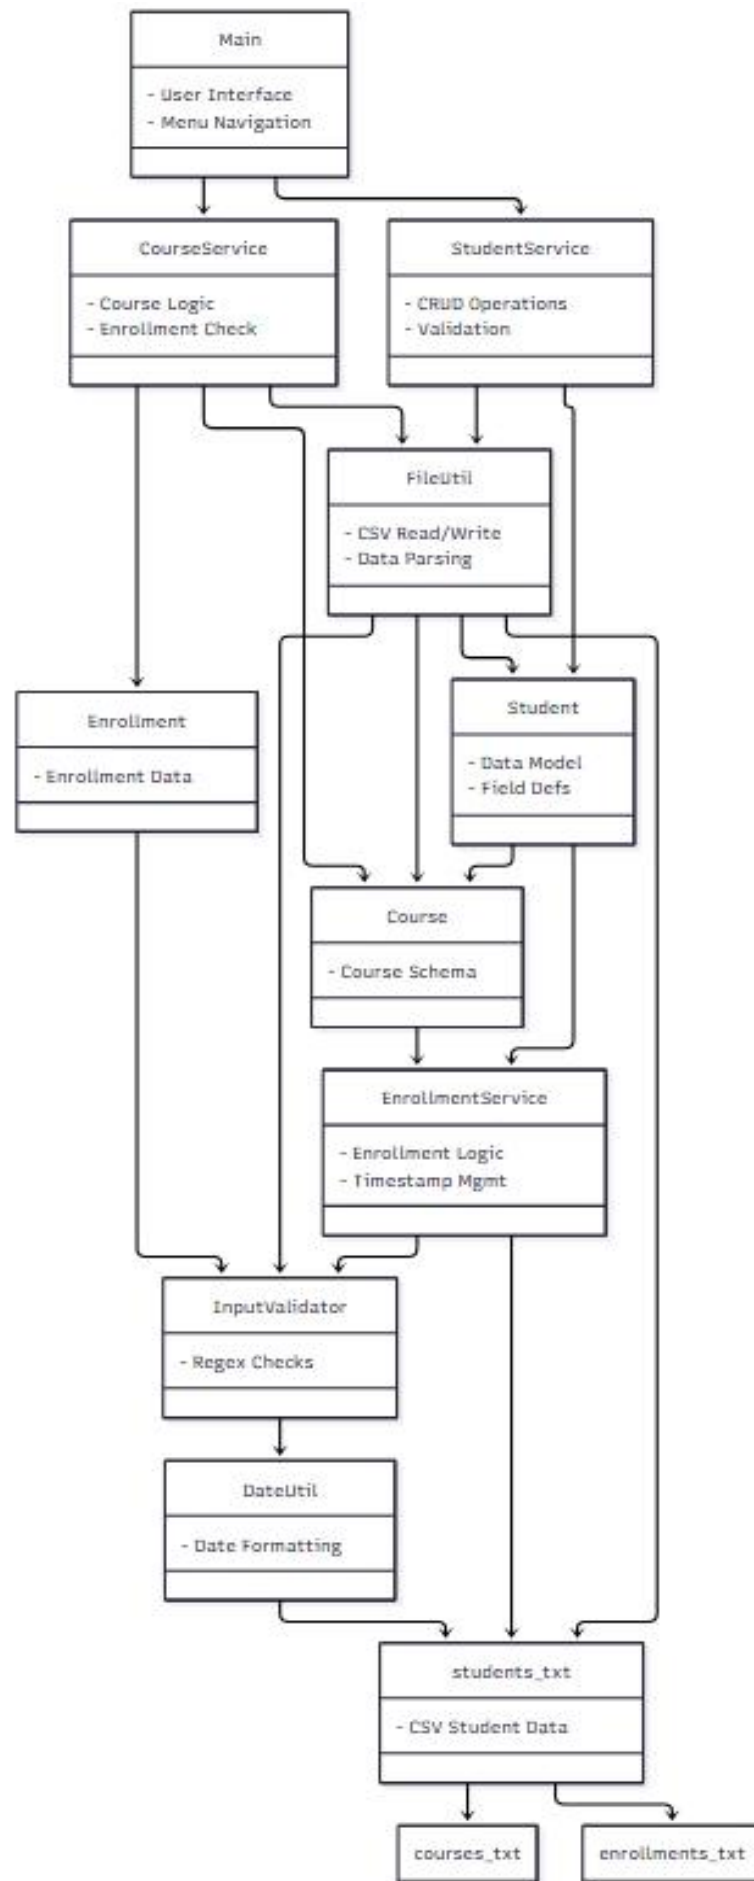 Main
- User Interface
- Menu Navigation
CourseService
- Course Logic
- Enrollment Check
StudentService
- CRUD Operations
- Validation
FileUtil
- CSV Read/Write
- Data Parsing
Enrollment
- Enrollment Data
Student
- Data Model
- Field Defs
Course
- Course Schema
EnrollmentService
- Enrollment Logic
- Timestamp Mgmt
InputValidator
- Regex Checks
DateUtil
- Date Formatting
students_txt
- CSV Student Data
courses_txt
enrollments_txt